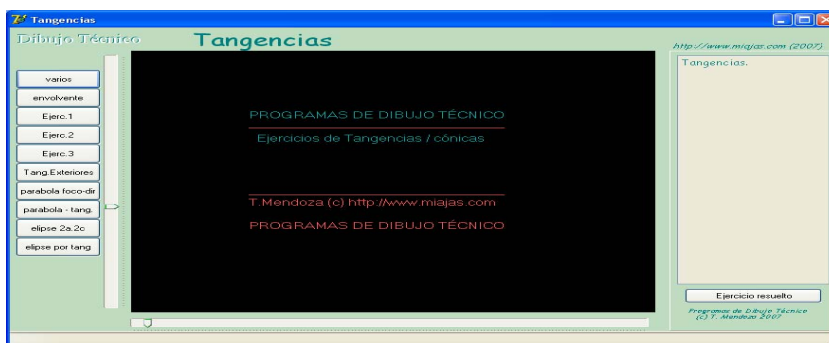 Tangencias
Dibujo Técnico
Tangencias
http://www.miajas.com (2007)
varios
envolvente
Ejerc.1
Ejerc.2
Ejerc.3
Tang.Exteriores
parabola foco-dir
parabola - tang.
elipse 2a.2c
elipse por tang
PROGRAMAS DE DIBUJO TÉCNICO
Ejercicios de Tangencias / cónicas
T.Mendoza (c) http://www.miajas.com
PROGRAMAS DE DIBUJO TÉCNICO
Tangencias.
Ejercicio resuelto
Programas de Dibujo Técnico
(c) T. Mendoza 2007